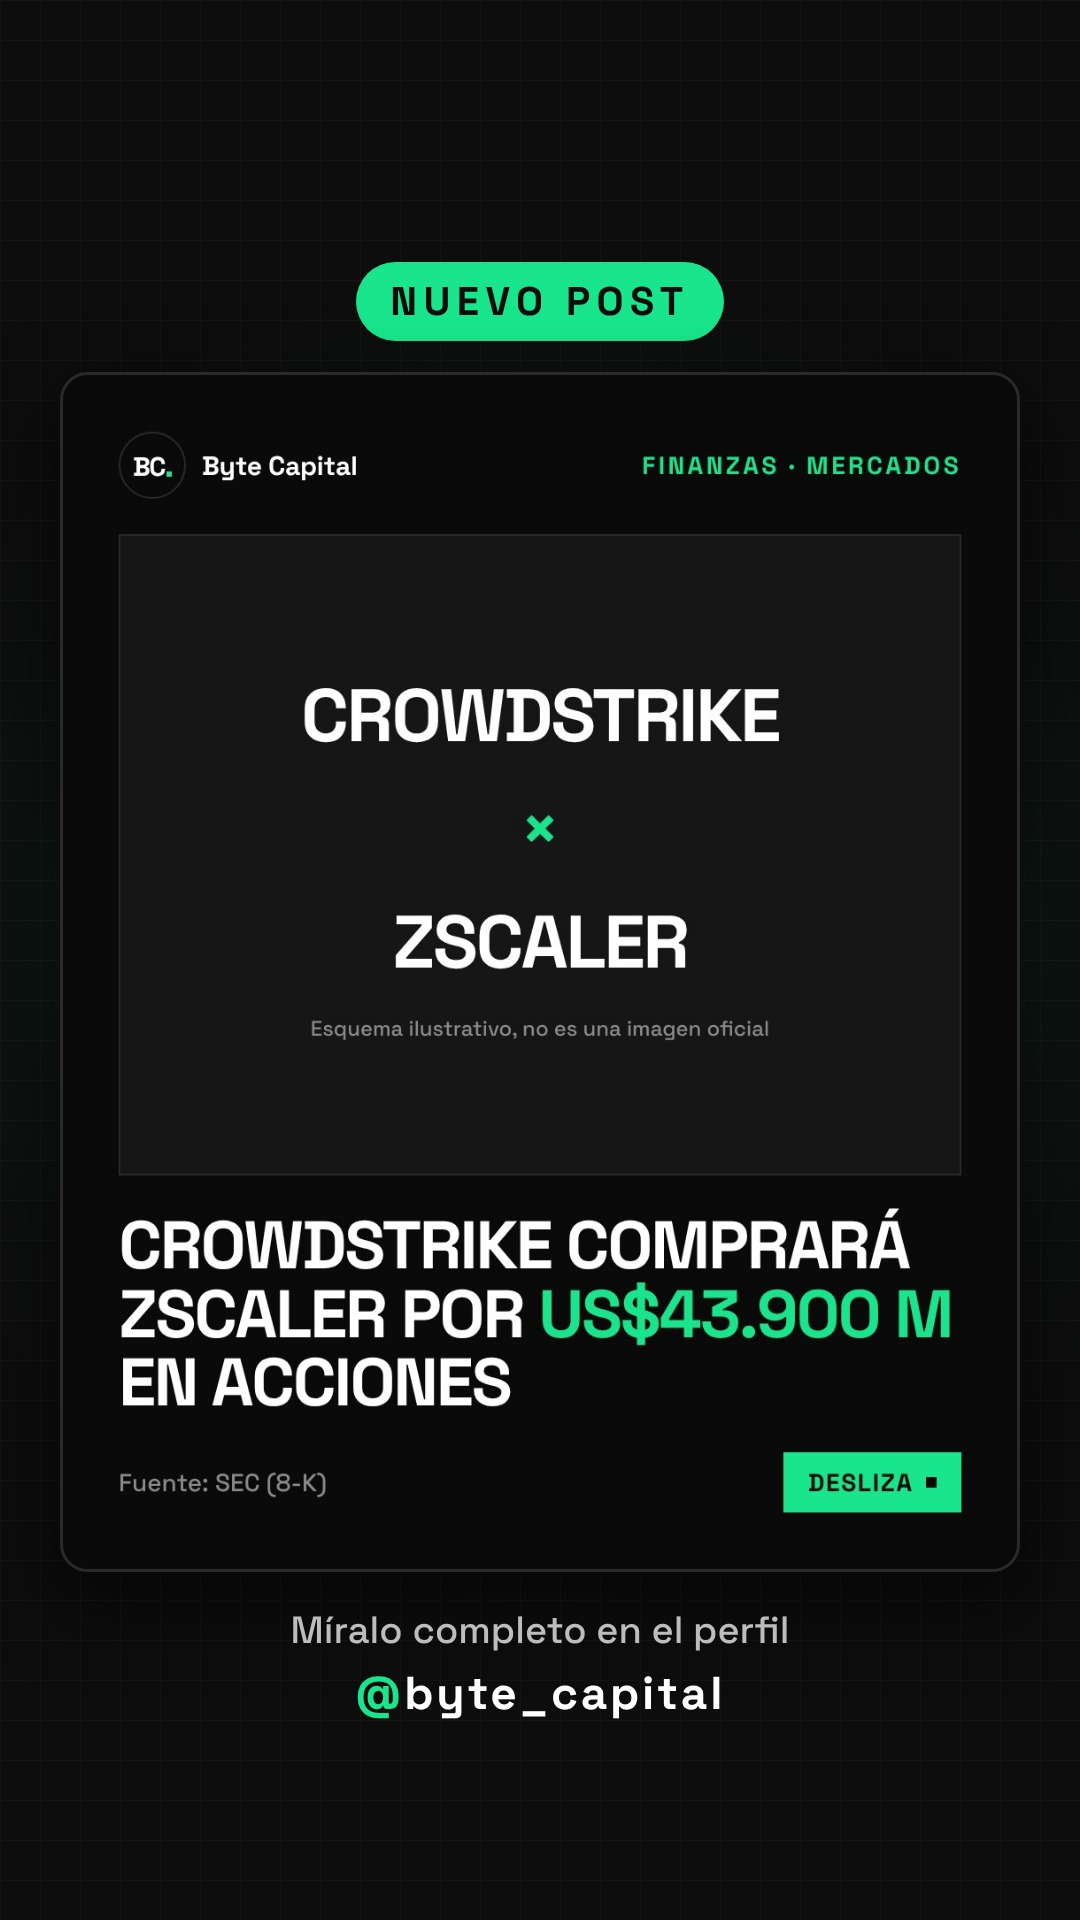 NUEVO POST
BC.
Byte Capital
FINANZAS · MERCADOS
CROWDSTRIKE
×
ZSCALER
Esquema ilustrativo, no es una imagen oficial
CROWDSTRIKE COMPRARÁ
ZSCALER POR US$43.900 M
EN ACCIONES
Fuente: SEC (8-K)
DESLIZA ■
Míralo completo en el perfil
@byte_capital